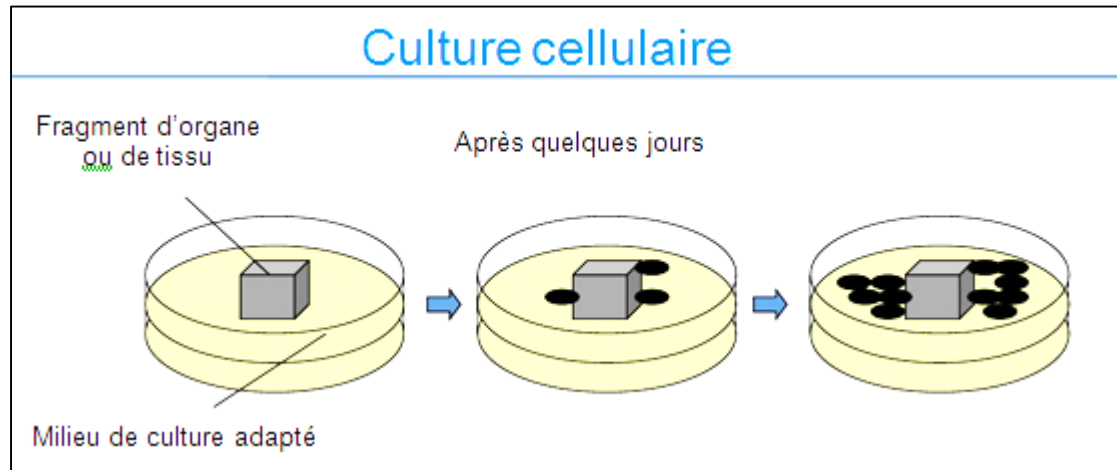 Culture cellulaire
Fragment d'organe
ou de tissu
Après quelques jours
Milieu de culture adapté